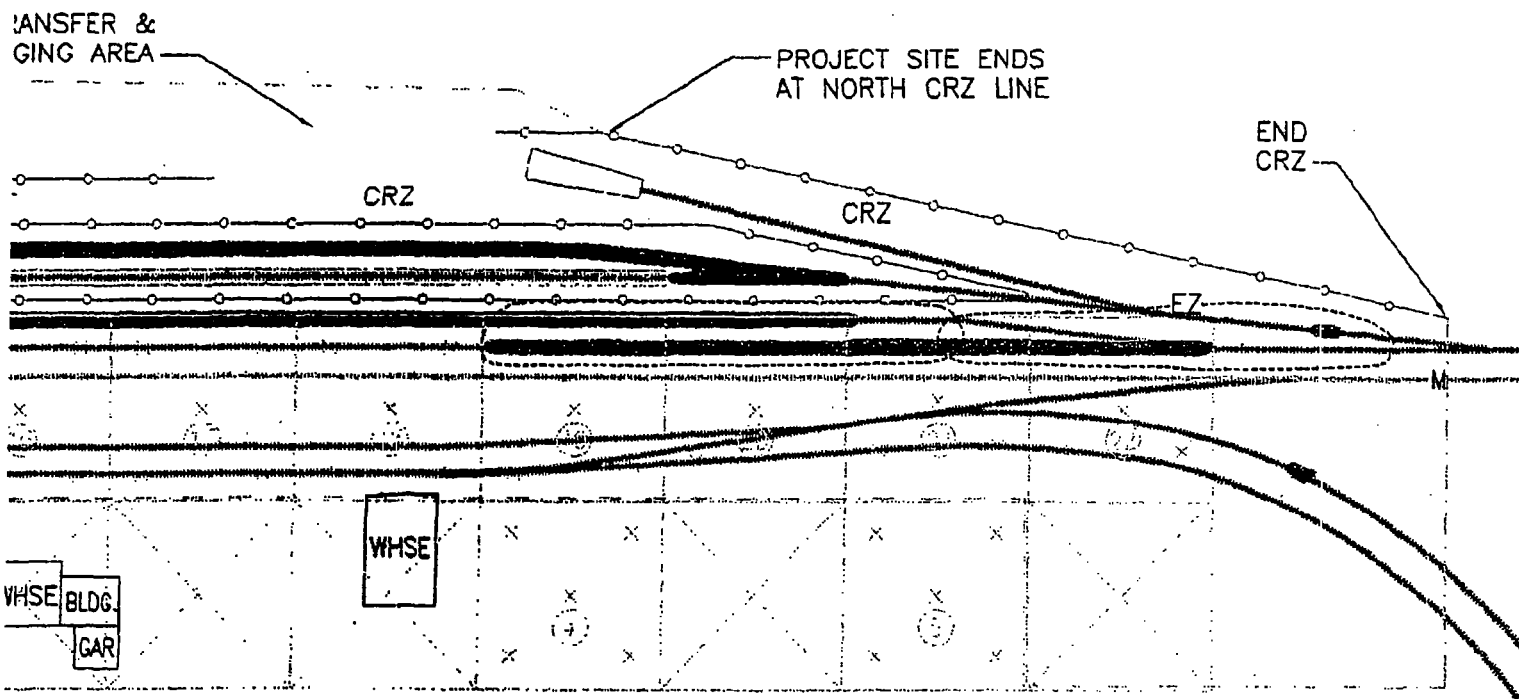 ANSFER &
GING AREA
PROJECT SITE ENDS
AT NORTH CRZ LINE
END
CRZ
CRZ
CRZ
EZ
M
WHSE
WHSE
BLDG.
GAR